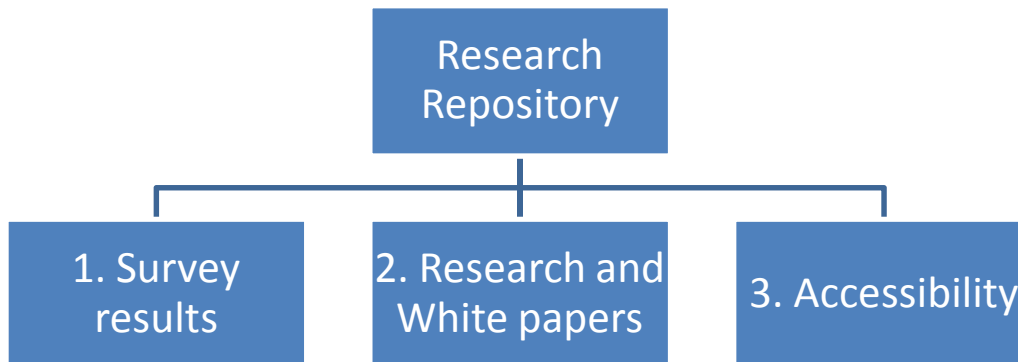 Research
Repository
1. Survey
results
2. Research and
White papers
3. Accessibility